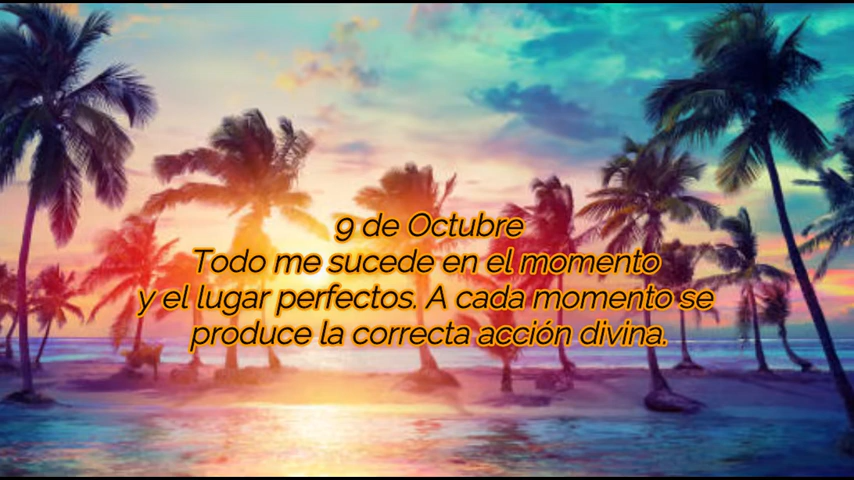 9 de Octubre
Todo me sucede en el momento
y el lugar perfectos. A cada momento se
produce la correcta acción divina.